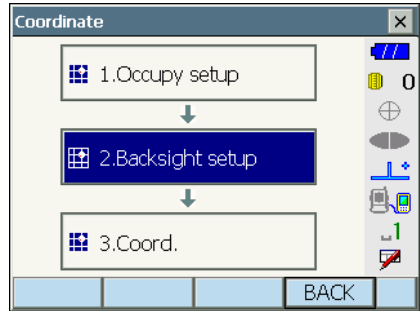 Coordinate
1.Occupy setup
0
2.Backsight setup
3.Coord.
1
BACK